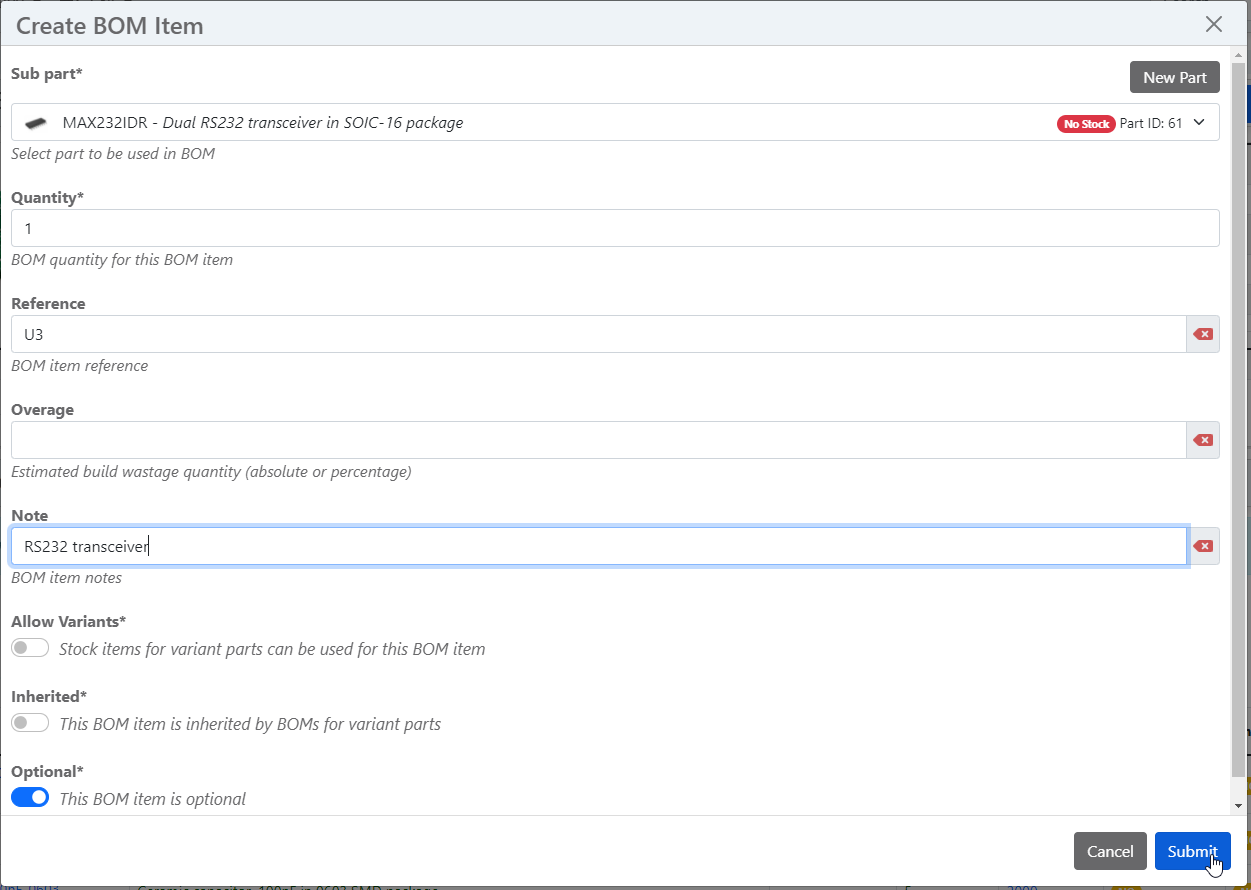 Create BOM Item
Sub part*
New Part
MAX232IDR - Dual RS232 transceiver in SOIC-16 package No Stock Part ID: 61
Select part to be used in BOM
Quantity*
1
BOM quantity for this BOM item
Reference
U3
BOM item reference
Overage
Estimated build wastage quantity (absolute or percentage)
Note
RS232 transceiver
BOM item notes
Allow Variants*
Stock items for variant parts can be used for this BOM item
Inherited*
This BOM item is inherited by BOMs for variant parts
Optional*
This BOM item is optional
Cancel Submit